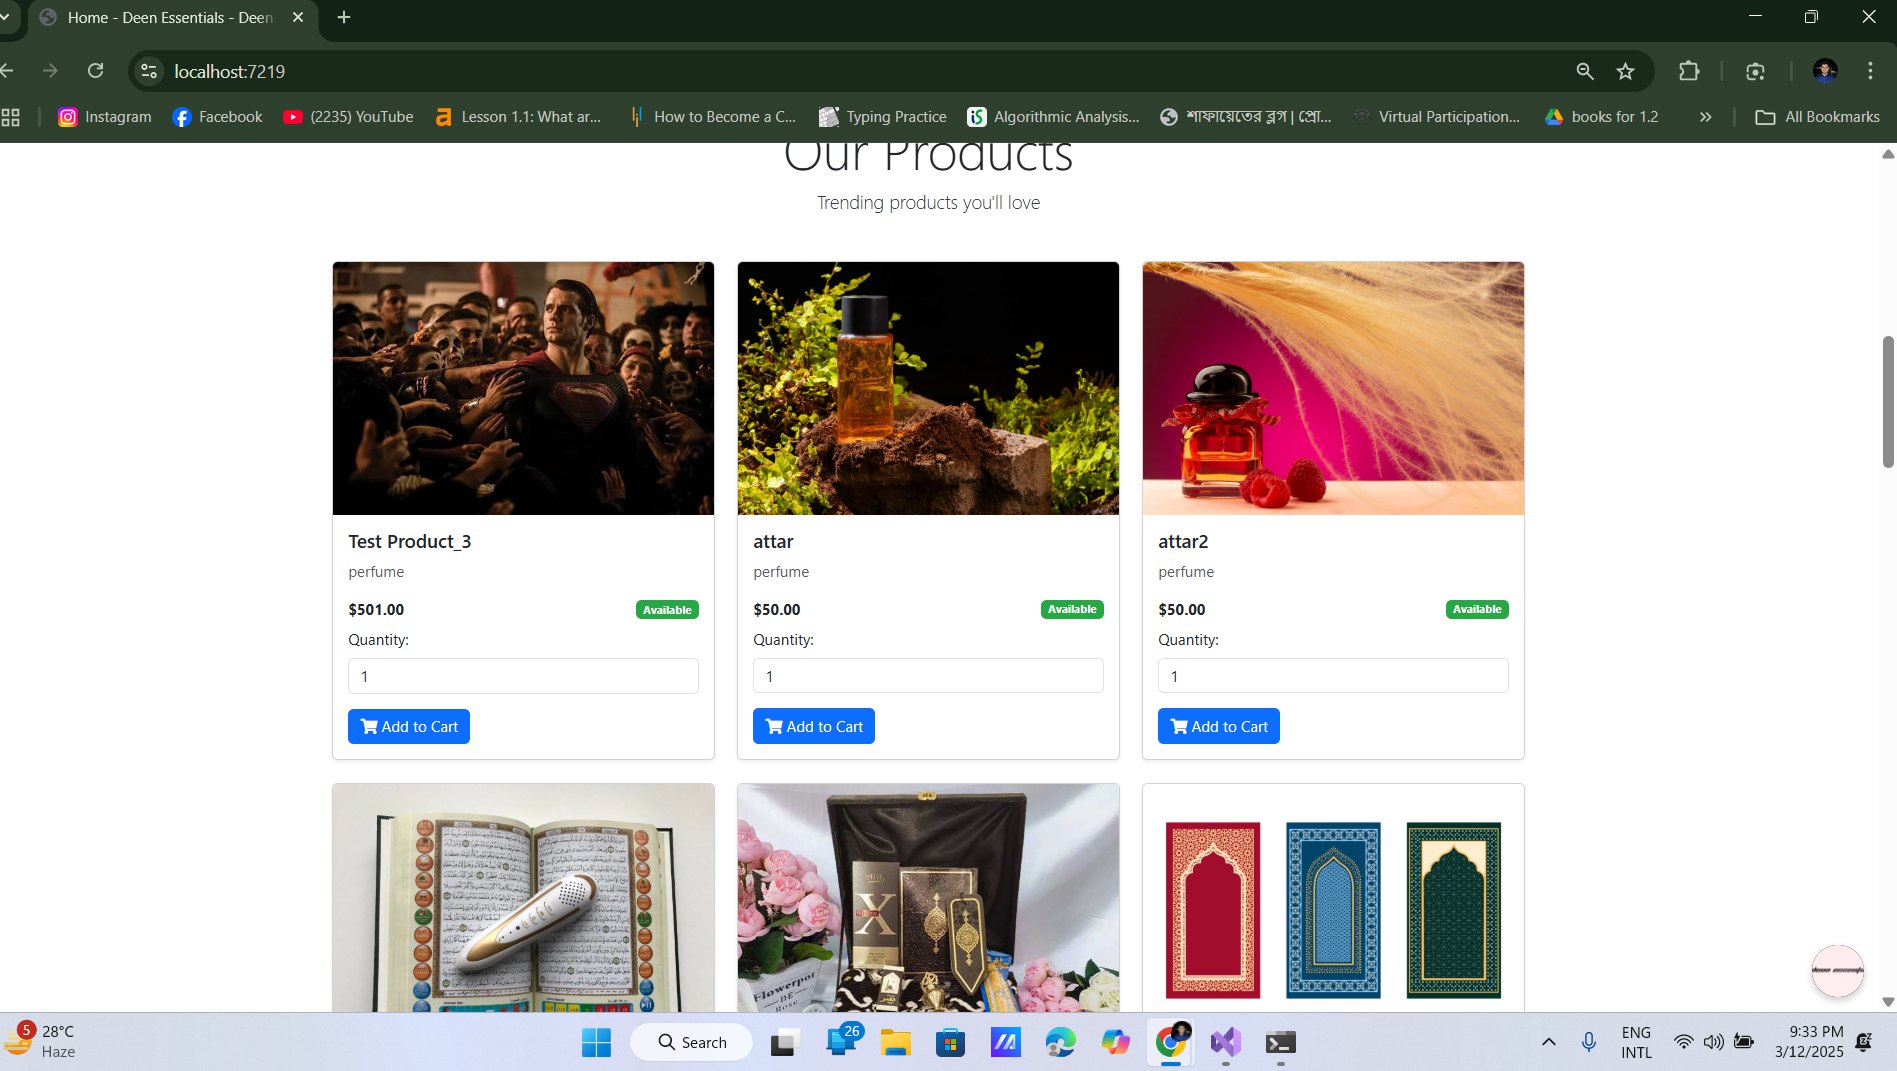 Home - Deen Essentials - Deen
localhost:7219
Instagram
Facebook
(2235) YouTube
Lesson 1.1: What ar...
How to Become a C...
Typing Practice
Algorithmic Analysis...
শাফায়েতের ব্লগ | প্রো...
Virtual Participation...
books for 1.2
All Bookmarks
Our Products
Trending products you'll love
Test Product_3
perfume
$501.00
Available
Quantity:
1
Add to Cart
attar
perfume
$50.00
Available
Quantity:
1
Add to Cart
attar2
perfume
$50.00
Available
Quantity:
1
Add to Cart
X
Flowerpot
DE
Rose
5
28°C
Haze
Search
26
ENG
INTL
9:33 PM
3/12/2025